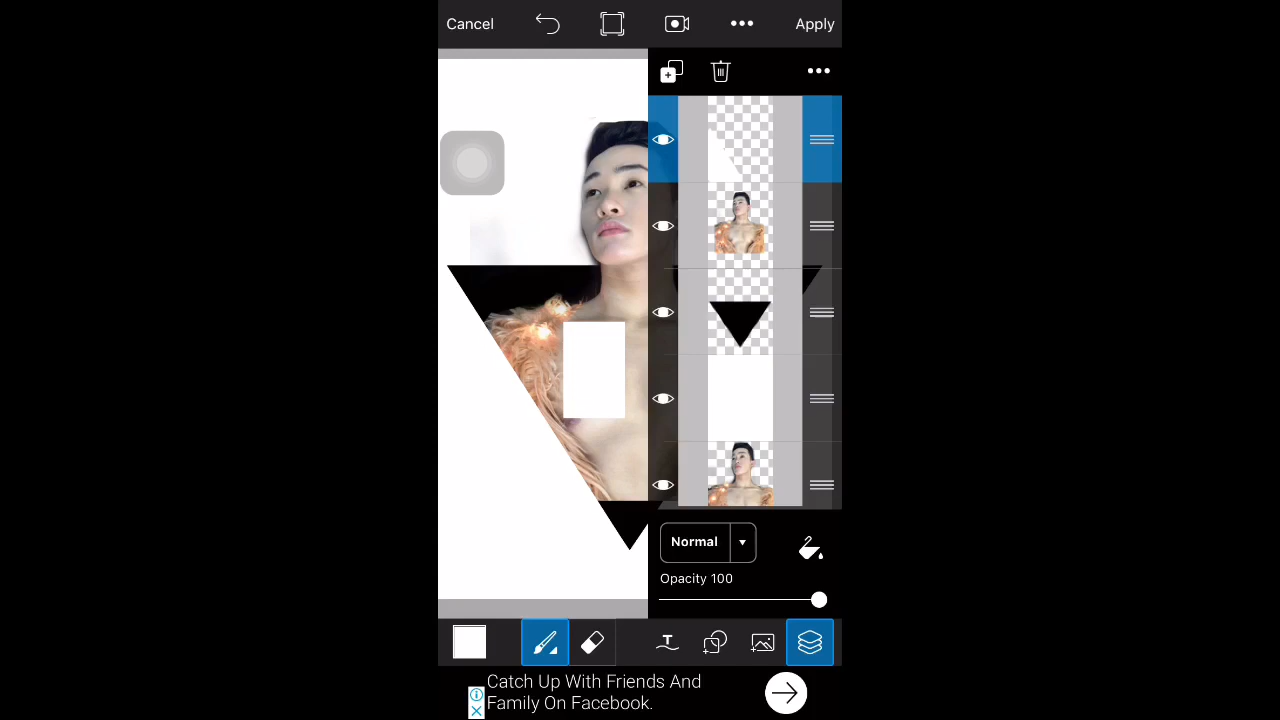 Cancel
Apply
Normal
Opacity 100
T
Catch Up With Friends And
Family On Facebook.